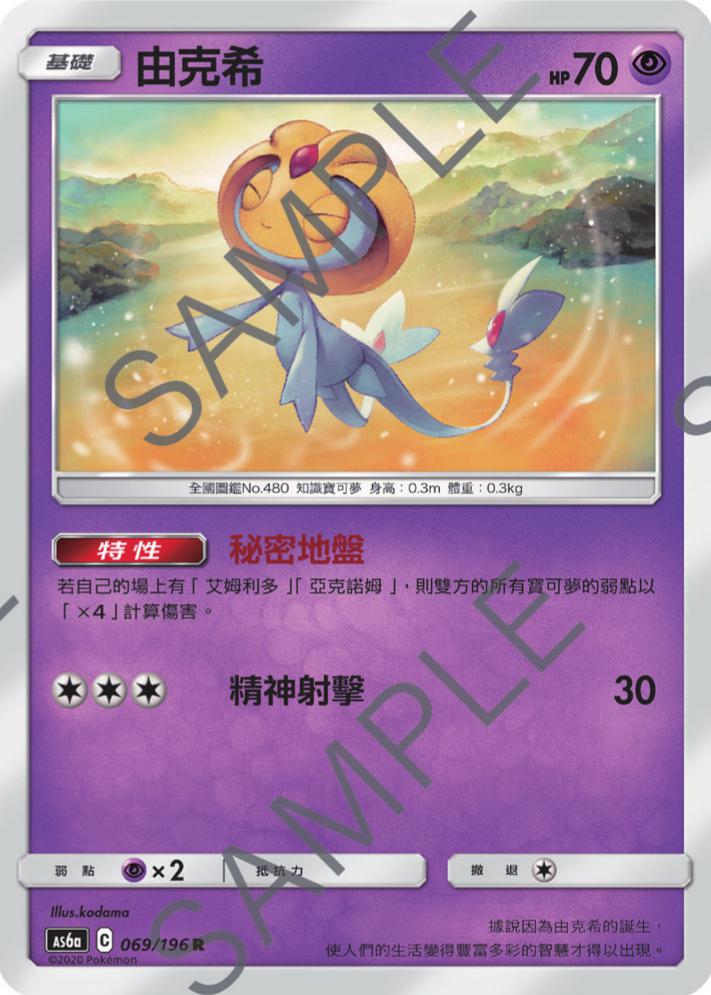 基礎 由克希 HP70
全國圖鑑No.480 知識寶可夢 身高：0.3m 體重：0.3kg
特性 秘密地盤
若自己的場上有「艾姆利多」「亞克諾姆」，則雙方的所有寶可夢的弱點以
「×4」計算傷害。
精神射擊 30
弱點 ×2 抵抗力 撤退
Illus.kodama
AS6a C 069/196 R
©2020 Pokémon
據說因為由克希的誕生，
使人們的生活變得豐富多彩的智慧才得以出現。
SAMPLE
SAMPLE